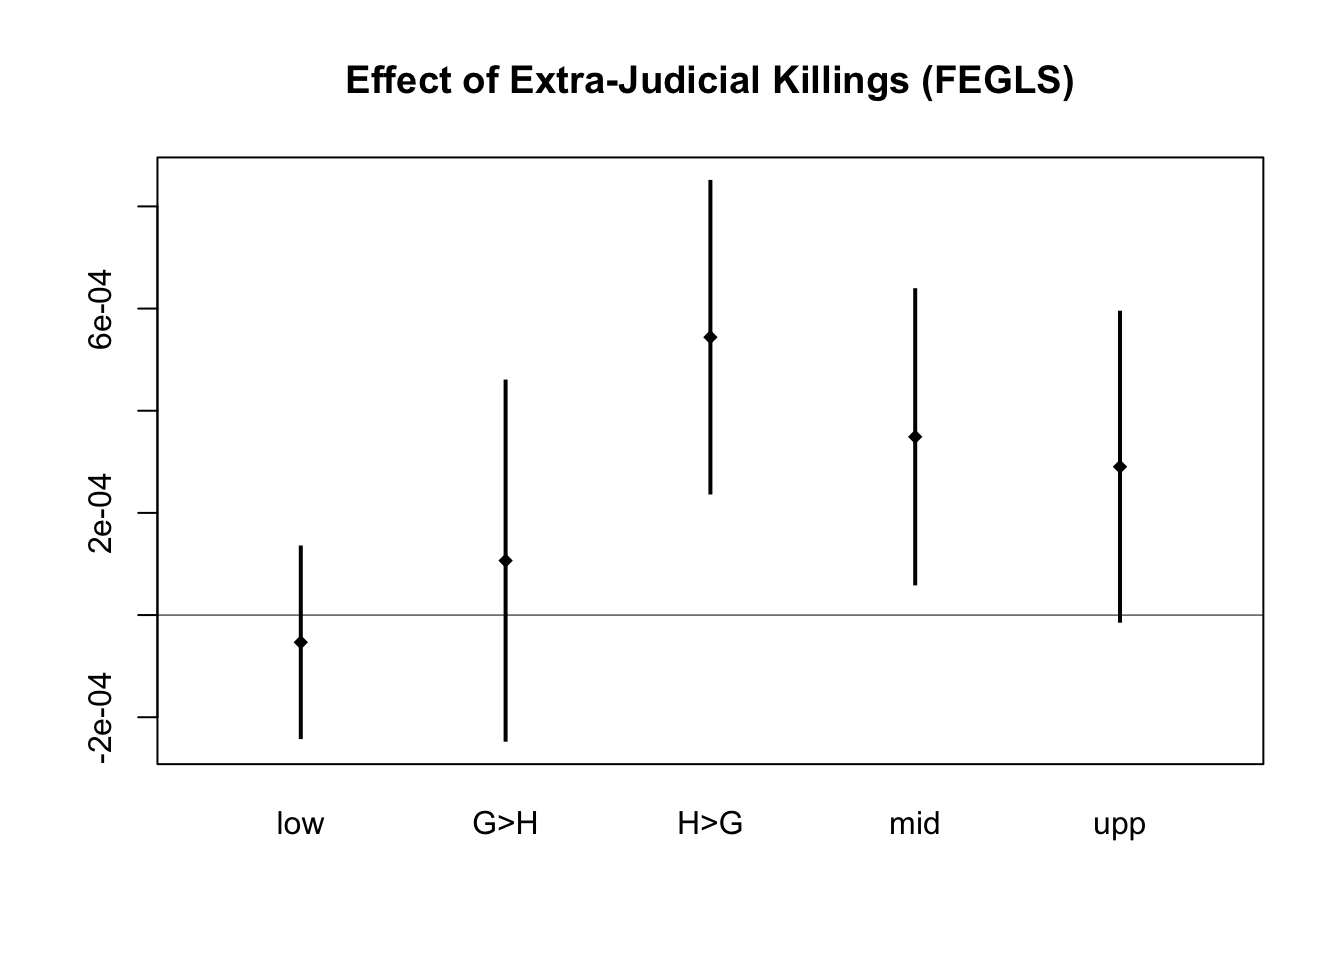 Effect of Extra-Judicial Killings (FEGLS)
6e-04
2e-04
-2e-04
low G>H H>G mid upp